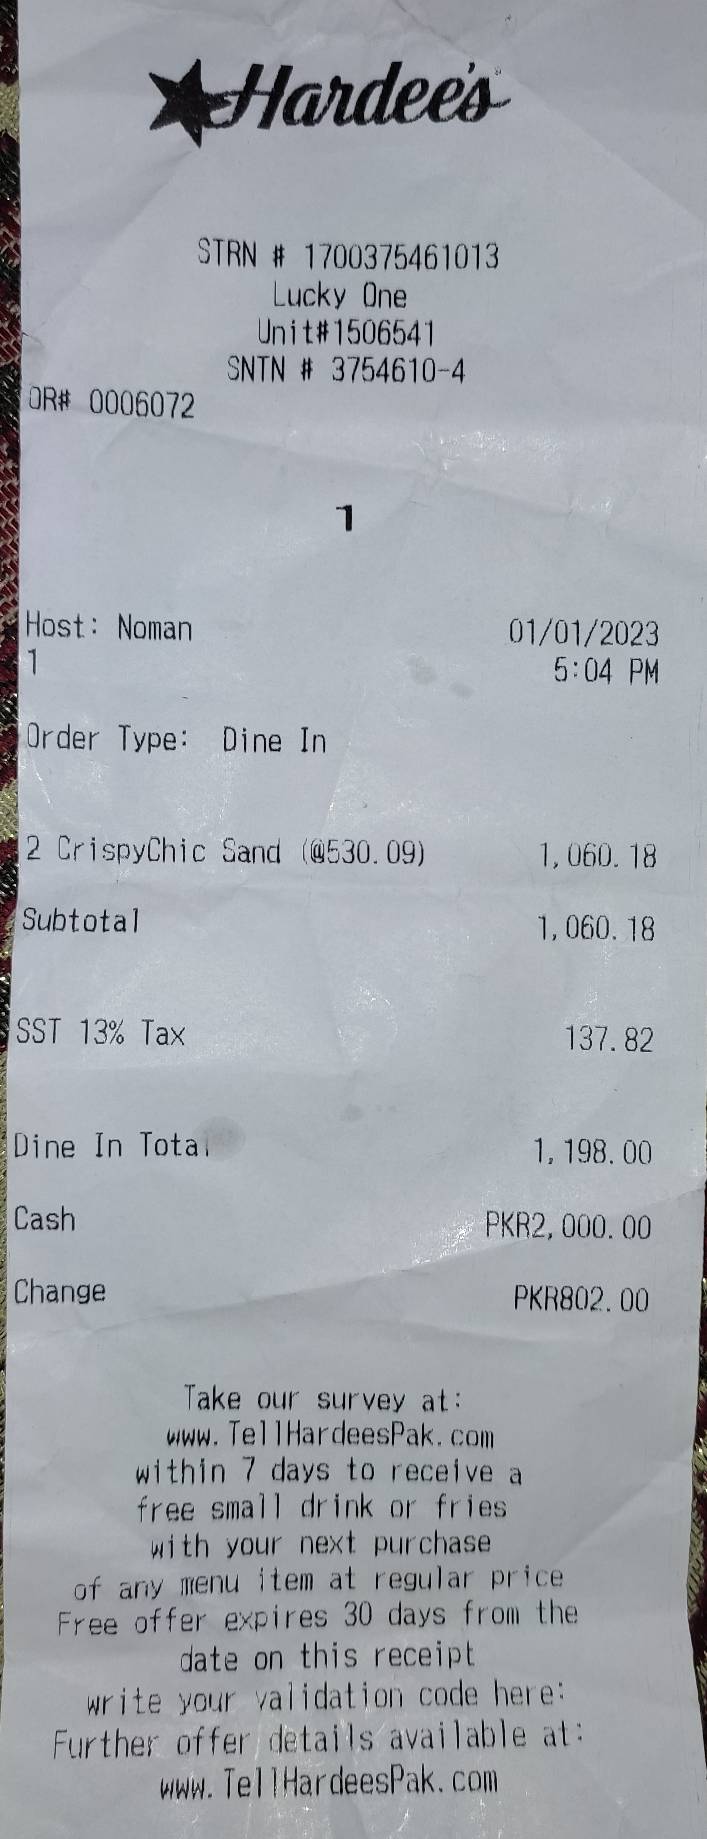 Hardee's
STRN # 1700375461013
Lucky One
Unit#1506541
SNTN # 3754610-4
OR# 0006072
1
Host: Noman 01/01/2023
1 5:04 PM
Order Type: Dine In
2 CrispyChic Sand (@530.09) 1,060.18
Subtotal 1,060.18
SST 13% Tax 137.82
Dine In Total 1,198.00
Cash PKR2,000.00
Change PKR802.00
Take our survey at:
www.TellHardeesPak.com
within 7 days to receive a
free small drink or fries
with your next purchase
of any menu item at regular price
Free offer expires 30 days from the
date on this receipt
write your validation code here:
Further offer details available at:
www.TellHardeesPak.com